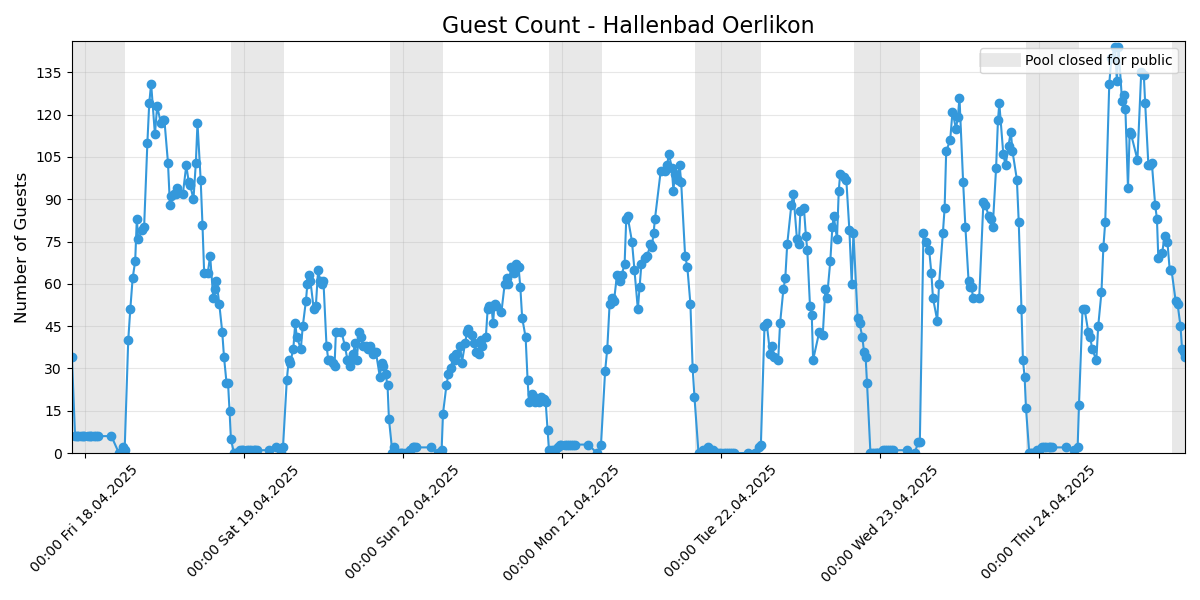 Guest Count - Hallenbad Oerlikon
Number of Guests
135
120
105
90
75
60
45
30
15
0
Pool closed for public
00:00 Fri 18.04.2025
00:00 Sat 19.04.2025
00:00 Sun 20.04.2025
00:00 Mon 21.04.2025
00:00 Tue 22.04.2025
00:00 Wed 23.04.2025
00:00 Thu 24.04.2025